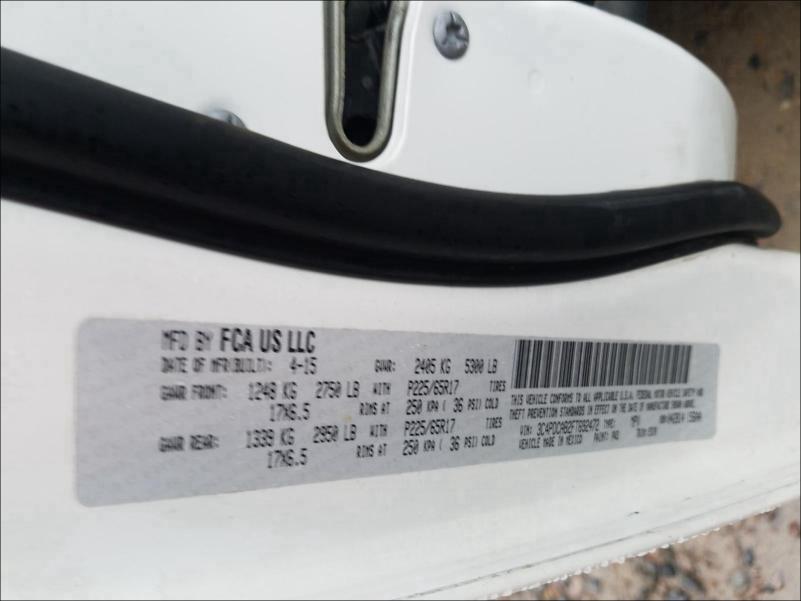 MFD BY FCA US LLC
DATE OF MFR(BUILT): 4-15 GVWR: 2405 KG 5300 LB
GAWR FRONT: 1248 KG 2750 LB WITH P225/65R17 TIRES
17X6.5 RIMS AT 250 KPA ( 36 PSI) COLD
GAWR REAR: 1339 KG 2950 LB WITH P225/65R17 TIRES
17X6.5 RIMS AT 250 KPA ( 36 PSI) COLD
THIS VEHICLE CONFORMS TO ALL APPLICABLE U.S.A. FEDERAL MOTOR VEHICLE SAFETY AND
THEFT PREVENTION STANDARDS IN EFFECT ON THE DATE OF MANUFACTURE SHOWN ABOVE.
VIN: TYPE: MPV
VEHICLE MADE IN MEXICO PAINT: